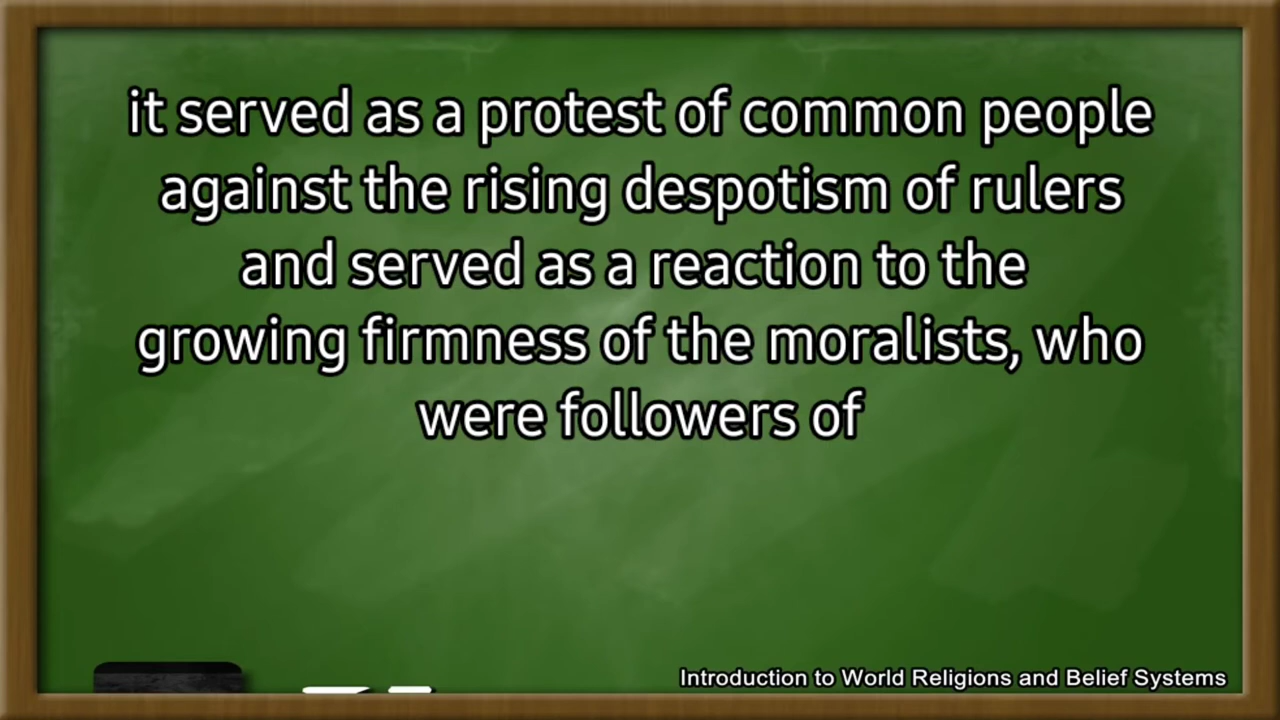 it served as a protest of common people
against the rising despotism of rulers
and served as a reaction to the
growing firmness of the moralists, who
were followers of
Introduction to World Religions and Belief Systems